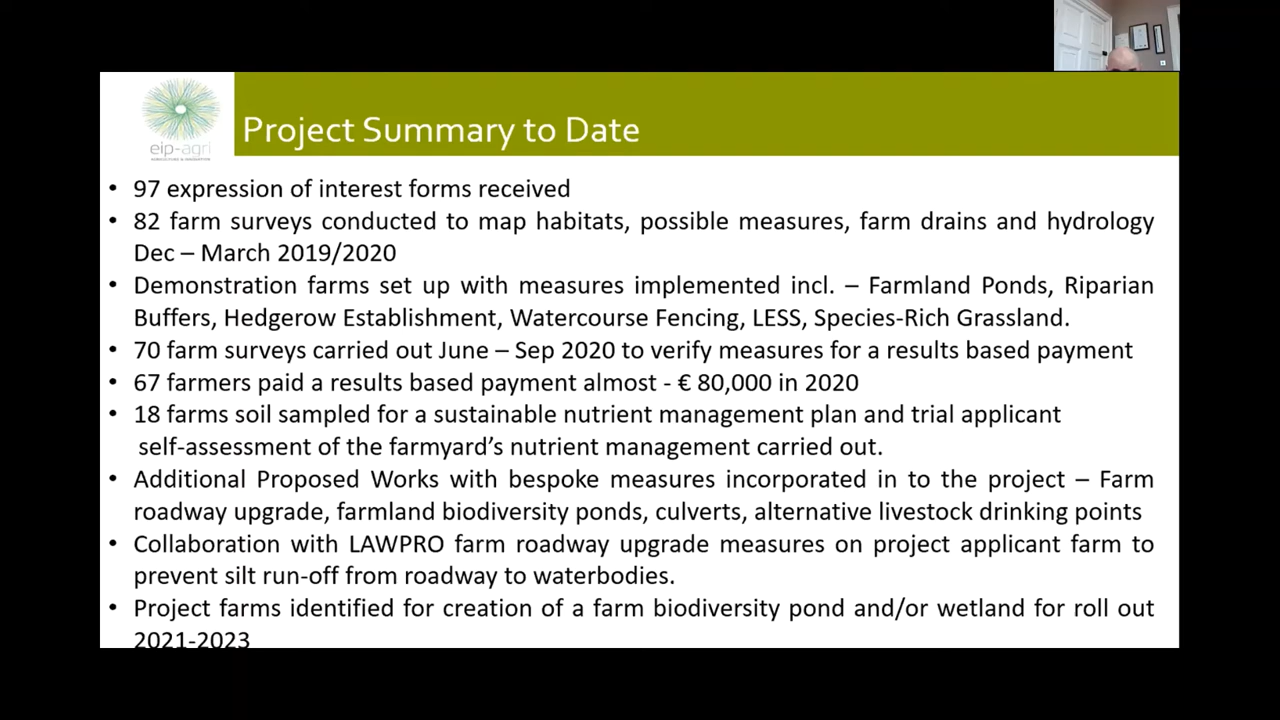 eip-agri
AGRICULTURE & INNOVATION
Project Summary to Date
• 97 expression of interest forms received
• 82 farm surveys conducted to map habitats, possible measures, farm drains and hydrology
Dec – March 2019/2020
• Demonstration farms set up with measures implemented incl. – Farmland Ponds, Riparian
Buffers, Hedgerow Establishment, Watercourse Fencing, LESS, Species-Rich Grassland.
• 70 farm surveys carried out June – Sep 2020 to verify measures for a results based payment
• 67 farmers paid a results based payment almost - € 80,000 in 2020
• 18 farms soil sampled for a sustainable nutrient management plan and trial applicant
self-assessment of the farmyard’s nutrient management carried out.
• Additional Proposed Works with bespoke measures incorporated in to the project – Farm
roadway upgrade, farmland biodiversity ponds, culverts, alternative livestock drinking points
• Collaboration with LAWPRO farm roadway upgrade measures on project applicant farm to
prevent silt run-off from roadway to waterbodies.
• Project farms identified for creation of a farm biodiversity pond and/or wetland for roll out
2021-2023